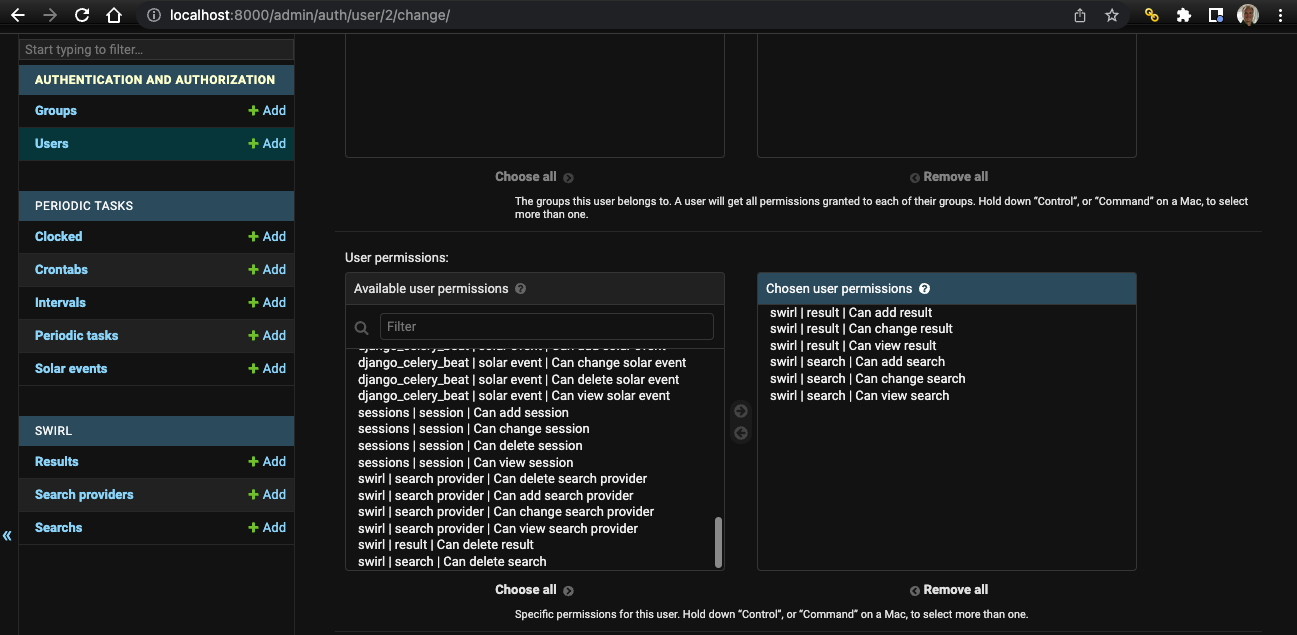 localhost:8000/admin/auth/user/2/change/
Start typing to filter...
AUTHENTICATION AND AUTHORIZATION
Groups + Add
Users + Add
PERIODIC TASKS
Clocked + Add
Crontabs + Add
Intervals + Add
Periodic tasks + Add
Solar events + Add
SWIRL
Results + Add
Search providers + Add
Searchs + Add
«
Choose all
Remove all
The groups this user belongs to. A user will get all permissions granted to each of their groups. Hold down “Control”, or “Command” on a Mac, to select
more than one.
User permissions:
Available user permissions ?
Filter
django_celery_beat | solar event | Can add solar event
django_celery_beat | solar event | Can change solar event
django_celery_beat | solar event | Can delete solar event
django_celery_beat | solar event | Can view solar event
sessions | session | Can add session
sessions | session | Can change session
sessions | session | Can delete session
sessions | session | Can view session
swirl | search provider | Can delete search provider
swirl | search provider | Can add search provider
swirl | search provider | Can change search provider
swirl | search provider | Can view search provider
swirl | result | Can delete result
swirl | search | Can delete search
Choose all
Chosen user permissions ?
swirl | result | Can add result
swirl | result | Can change result
swirl | result | Can view result
swirl | search | Can add search
swirl | search | Can change search
swirl | search | Can view search
Remove all
Specific permissions for this user. Hold down “Control”, or “Command” on a Mac, to select more than one.